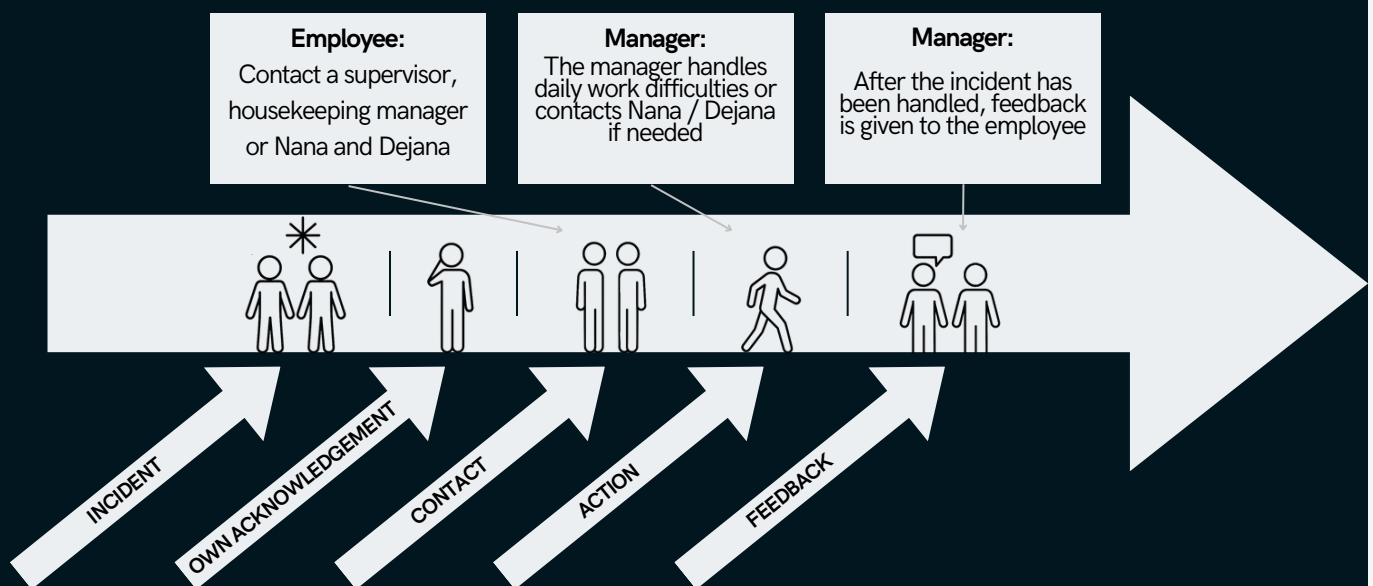 Employee:
Contact a supervisor,
housekeeping manager
or Nana and Dejana
Manager:
The manager handles
daily work difficulties or
contacts Nana / Dejana
if needed
Manager:
After the incident has
been handled, feedback
is given to the employee
INCIDENT
OWN ACKNOWLEDGEMENT
CONTACT
ACTION
FEEDBACK